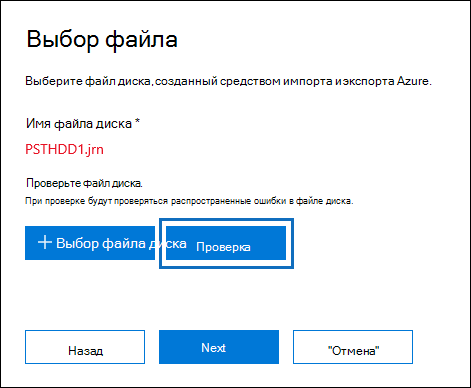 Выбор файла
Выберите файл диска, созданный средством импорта и экспорта Azure.
Имя файла диска *
PSTHDD1.jrn
Проверьте файл диска.
При проверке будут проверяться распространенные ошибки в файле диска.
+ Выбор файла диска Проверка
Назад Next "Отмена"